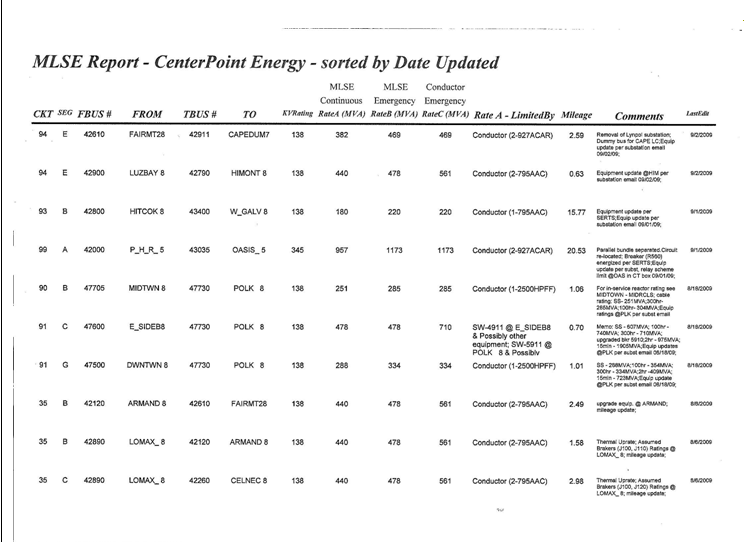 MLSE Report - CenterPoint Energy - sorted by Date Updated
MLSE MLSE Conductor
Continuous Emergency Emergency
CKT SEG FBUS # FROM TBUS # TO KVRating RateA (MVA) RateB (MVA) RateC (MVA) Rate A - LimitedBy Mileage Comments LastEdit
94 E 42610 FAIRMT28 42911 CAPEDUM7 138 382 469 469 Conductor (2-927ACAR) 2.59 Removal of Lynpol substation; 9/2/2009
Dummy bus for CAPE LC;Equip
update per substation email
09/02/09;
94 E 42900 LUZBAY 8 42790 HIMONT 8 138 440 478 561 Conductor (2-795AAC) 0.63 Equipment update @HIM per 9/2/2009
substation email 09/02/09;
93 B 42800 HITCOK 8 43400 W_GALV 8 138 180 220 220 Conductor (1-795AAC) 15.77 Equipment update per 9/1/2009
SERTS;Equip update per
substation email 09/01/09;
99 A 42000 P_H_R_ 5 43035 OASIS_ 5 345 957 1173 1173 Conductor (2-927ACAR) 20.53 Parallel bundle separated.Circuit 9/1/2009
re-located; Breaker (R560)
energized per SERTS;Equip
update per subst, relay scheme
limit @OAS in CT box 09/01/09;
90 B 47705 MIDTWN 8 47730 POLK 8 138 251 285 285 Conductor (1-2500HPFF) 1.06 For in-service reactor rating see 8/18/2009
MIDTOWN - MIDRCLS; cable
rating: SS- 251MVA;300hr-
285MVA;100hr- 304MVA;Equip
ratings @PLK per subst email
91 C 47600 E_SIDEB8 47730 POLK 8 138 478 478 710 SW-4911 @ E_SIDEB8 0.70 Memo: SS - 607MVA; 100hr - 8/18/2009
& Possibly other 740MVA; 300hr - 710MVA;
equipment; SW-5911 @ upgraded bkr 5910;2hr - 975MVA;
POLK 8 & Possibly 15min - 1905MVA;Equip updates
@PLK per subst email 08/18/09;
91 G 47500 DWNTWN 8 47730 POLK 8 138 288 334 334 Conductor (1-2500HPFF) 1.01 SS - 288MVA;100hr - 354MVA; 8/18/2009
300hr - 334MVA;2hr -409MVA;
15min - 723MVA;Equip update
@PLK per subst email 08/18/09;
35 B 42120 ARMAND 8 42610 FAIRMT28 138 440 478 561 Conductor (2-795AAC) 2.49 upgrade equip. @ ARMAND; 8/6/2009
mileage update;
35 B 42890 LOMAX_ 8 42120 ARMAND 8 138 440 478 561 Conductor (2-795AAC) 1.58 Thermal Uprate; Assumed 8/6/2009
Brakers (J100, J110) Ratings @
LOMAX_ 8; mileage update;
35 C 42890 LOMAX_ 8 42260 CELNEC 8 138 440 478 561 Conductor (2-795AAC) 2.98 Thermal Uprate; Assumed 8/6/2009
Brakers (J100, J120) Ratings @
LOMAX_ 8; mileage update;